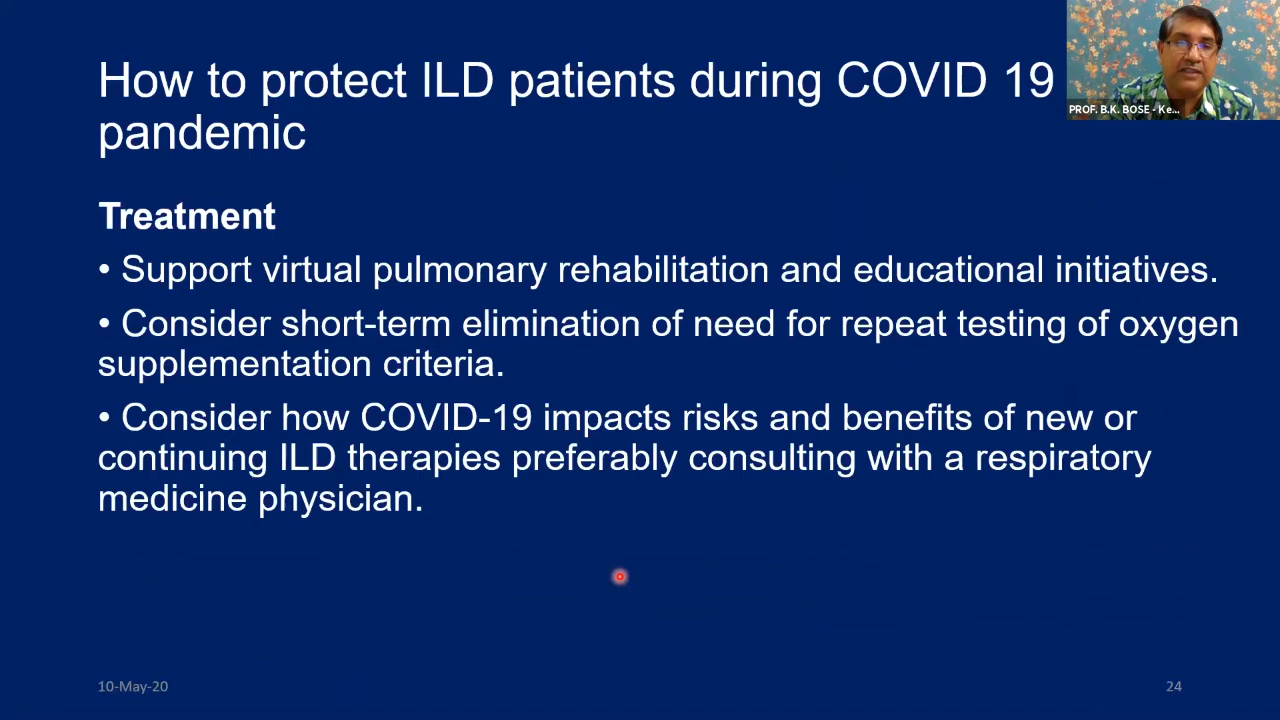 How to protect ILD patients during COVID 19
pandemic
PROF. B.K. BOSE - Ke...
Treatment
• Support virtual pulmonary rehabilitation and educational initiatives.
• Consider short-term elimination of need for repeat testing of oxygen
supplementation criteria.
• Consider how COVID-19 impacts risks and benefits of new or
continuing ILD therapies preferably consulting with a respiratory
medicine physician.
10-May-20
24